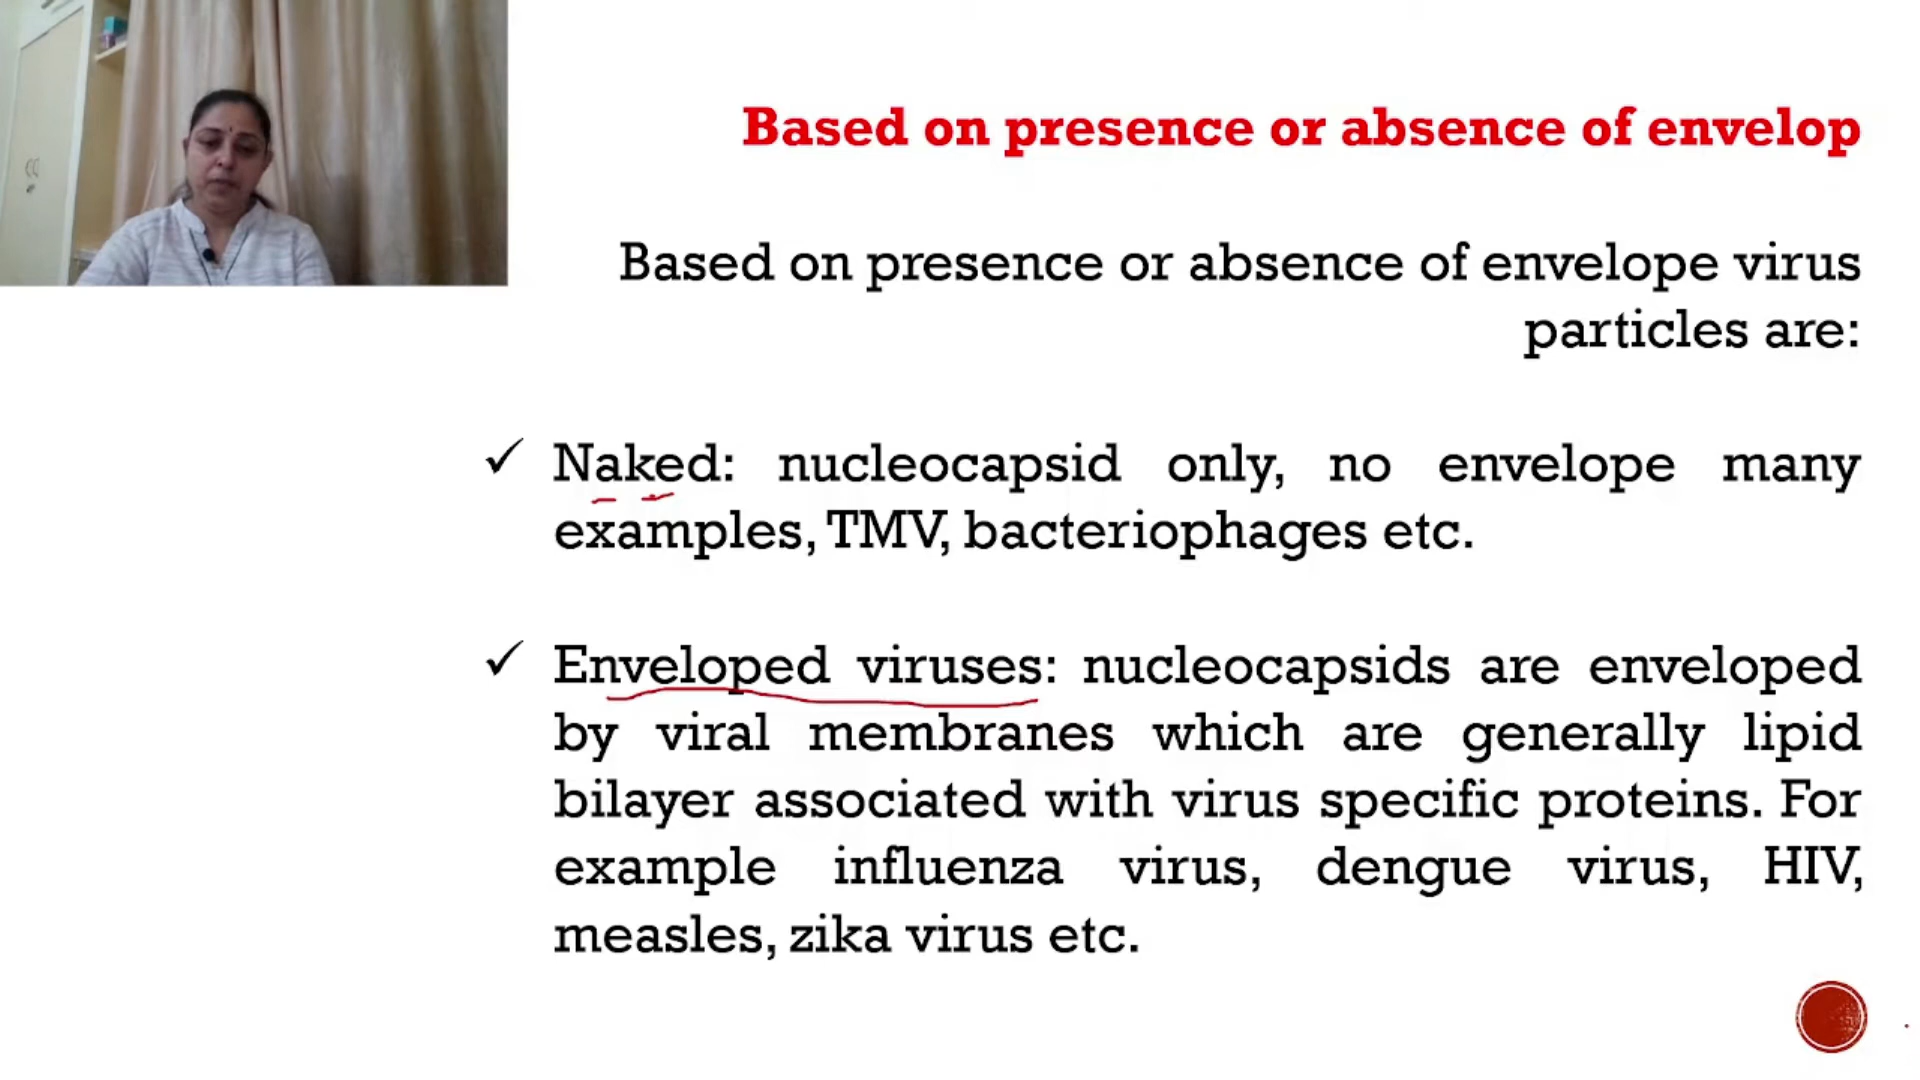 Based on presence or absence of envelop
Based on presence or absence of envelope virus
particles are:
✓ Naked: nucleocapsid only, no envelope many
examples, TMV, bacteriophages etc.
✓ Enveloped viruses: nucleocapsids are enveloped
by viral membranes which are generally lipid
bilayer associated with virus specific proteins. For
example influenza virus, dengue virus, HIV,
measles, zika virus etc.